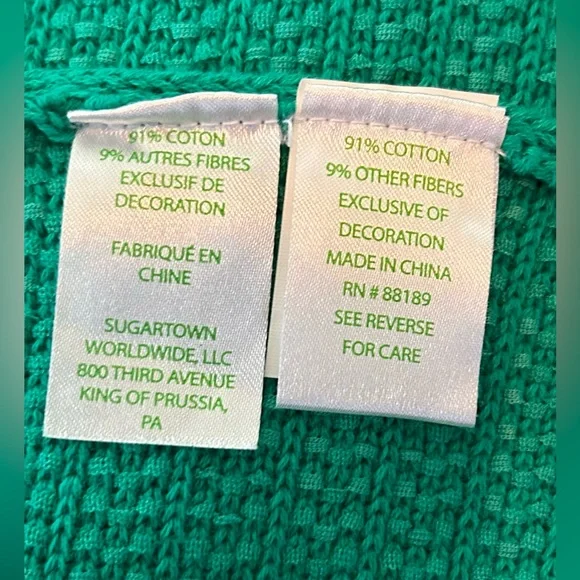 91% COTON
9% AUTRES FIBRES
EXCLUSIF DE
DECORATION
FABRIQUÉ EN
CHINE
SUGARTOWN
WORLDWIDE, LLC
800 THIRD AVENUE
KING OF PRUSSIA,
PA
91% COTTON
9% OTHER FIBERS
EXCLUSIVE OF
DECORATION
MADE IN CHINA
RN # 88189
SEE REVERSE
FOR CARE